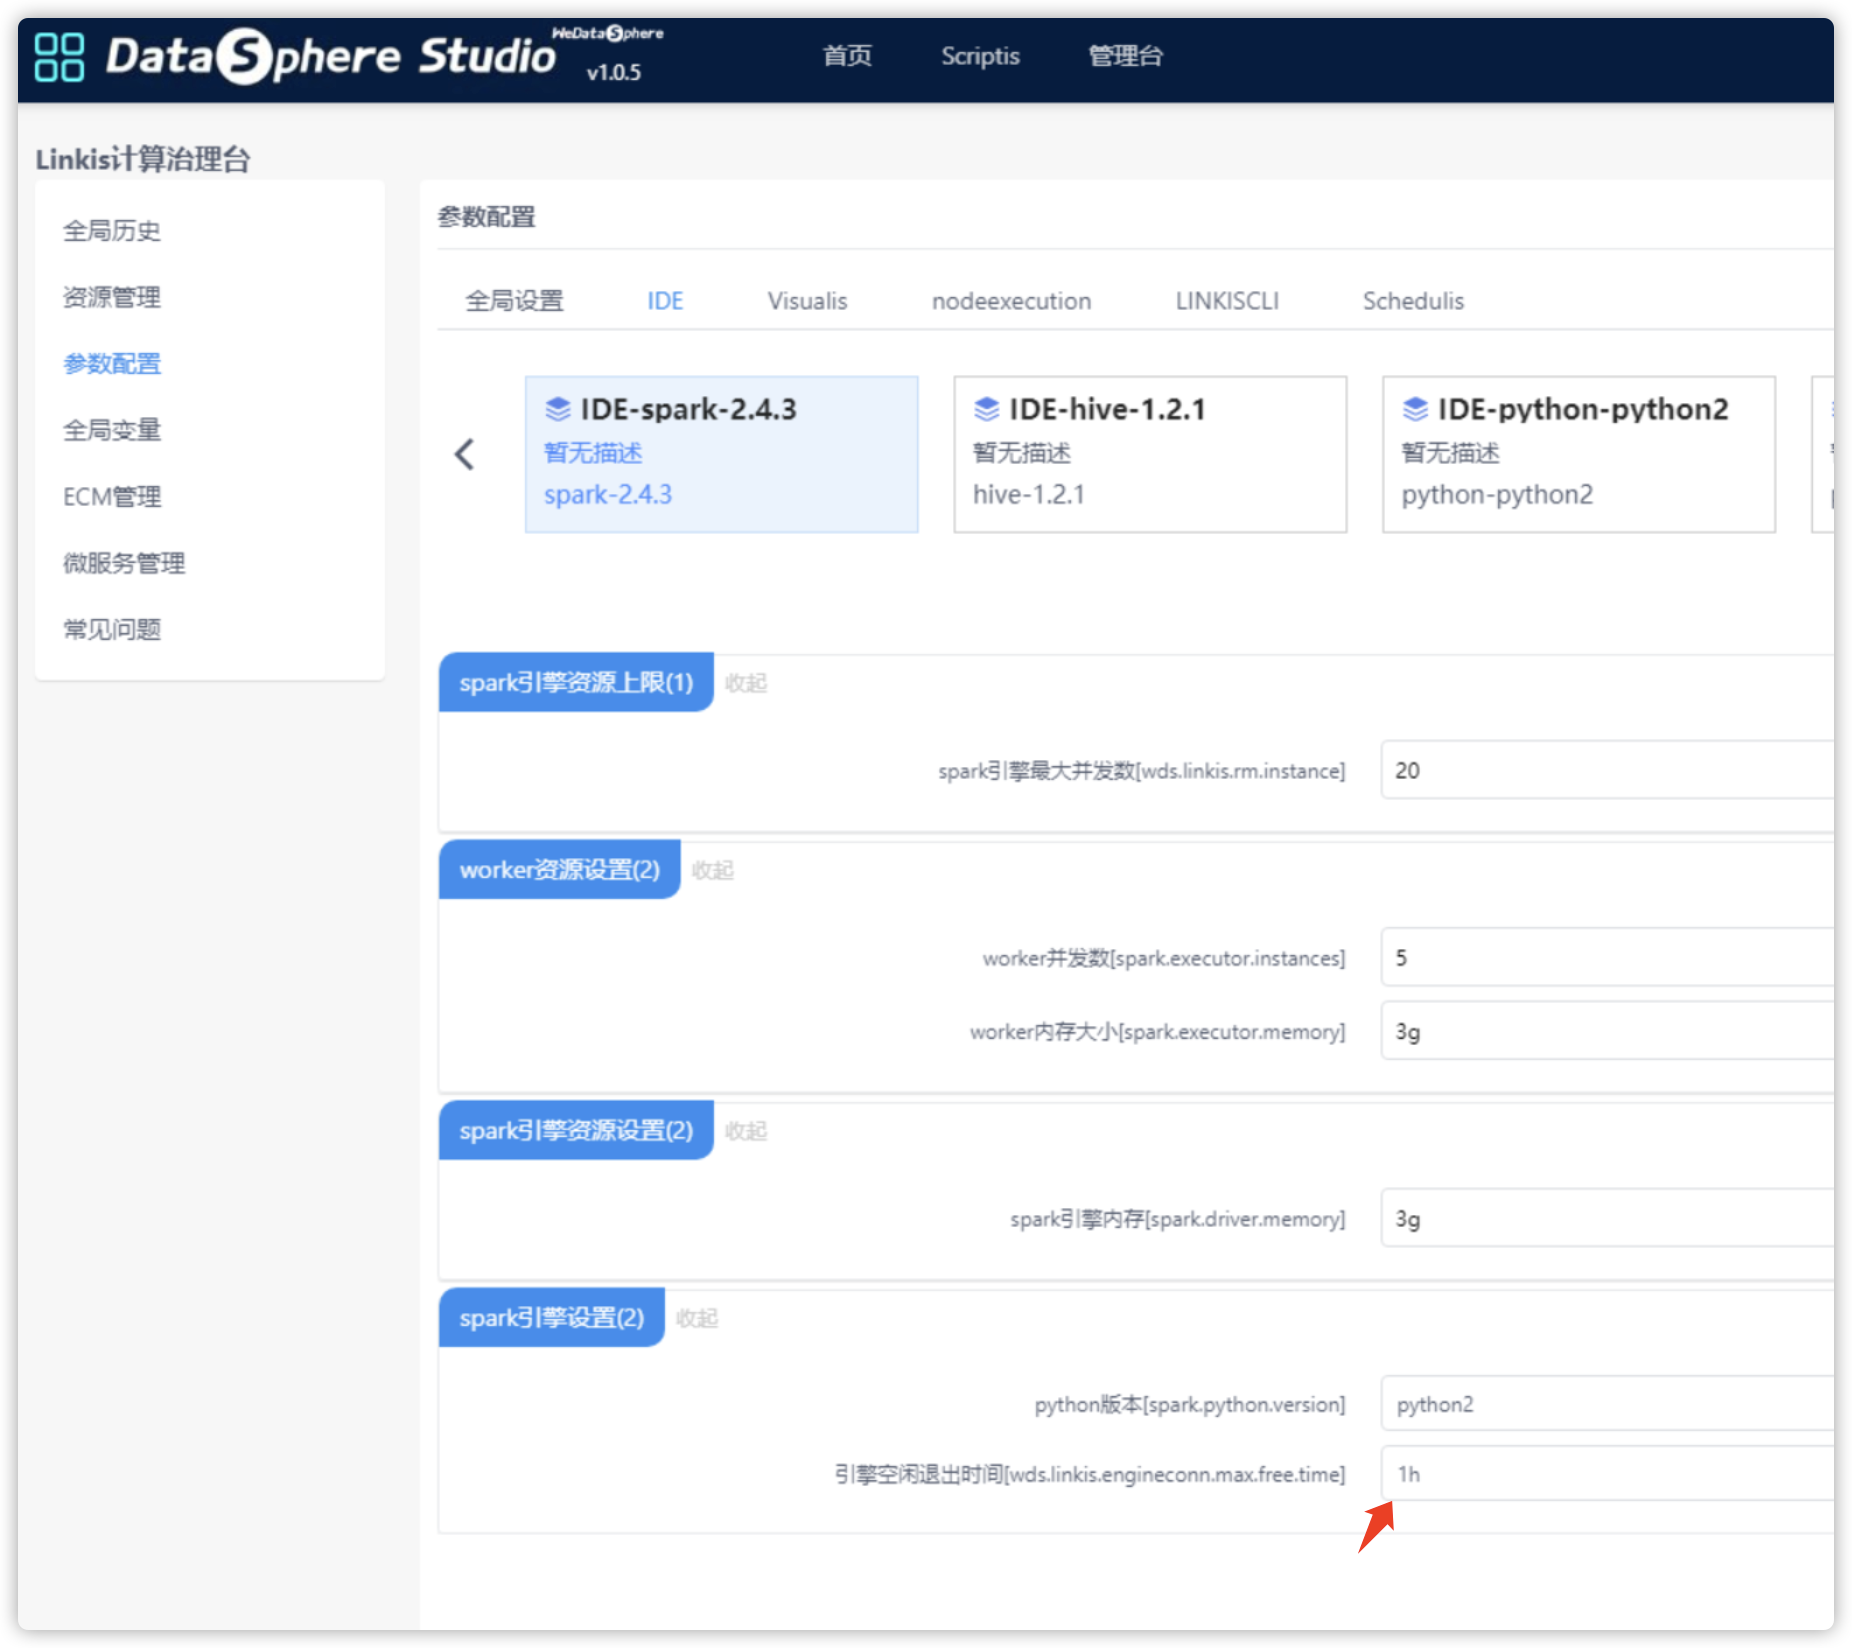 DataSphere Studio
WeDataSphere
v1.0.5
首页
Scriptis
管理台
Linkis计算治理台
全局历史
资源管理
参数配置
全局变量
ECM管理
微服务管理
常见问题
参数配置
全局设置
IDE
Visualis
nodeexecution
LINKISCLI
Schedulis
IDE-spark-2.4.3
暂无描述
spark-2.4.3
IDE-hive-1.2.1
暂无描述
hive-1.2.1
IDE-python-python2
暂无描述
python-python2
spark引擎资源上限(1) 收起
spark引擎最大并发数[wds.linkis.rm.instance] 20
worker资源设置(2) 收起
worker并发数[spark.executor.instances] 5
worker内存大小[spark.executor.memory] 3g
spark引擎资源设置(2) 收起
spark引擎内存[spark.driver.memory] 3g
spark引擎设置(2) 收起
python版本[spark.python.version] python2
引擎空闲退出时间[wds.linkis.engineconn.max.free.time] 1h